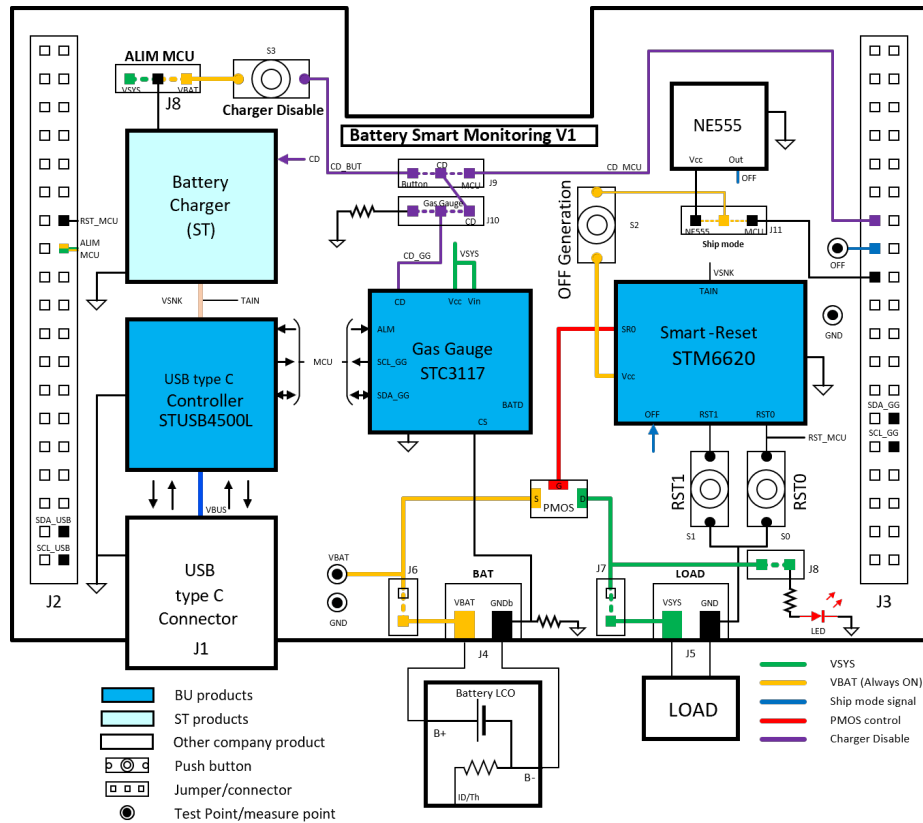 ALIM MCU
VSYS
VBAT
J8
S3
Charger Disable
Battery Smart Monitoring V1
NE555
Vcc
Out
OFF
Battery
Charger
(ST)
CD
CD_BUT
CD
Button
MCU
J9
CD_MCU
Gas Gauge
CD
J10
OFF Generation
S2
NE555
MCU
J11
Ship mode
RST_MCU
ALIM
MCU
OFF
GND
VSNK
TAIN
CD_GG
VSYS
VSNK
USB type C
Controller
STUSB4500L
MCU
CD
Vcc
Vin
ALM
SCL_GG
SDA_GG
Gas Gauge
STC3117
BATD
CS
TAIN
SR0
Smart -Reset
STM6620
Vcc
OFF
RST1
RST0
RST_MCU
SDA_GG
SCL_GG
VBUS
S
G
D
PMOS
RST1
S1
RST0
S0
SDA_USB
SCL_USB
J2
USB
type C
Connector
J1
VBAT
GND
J6
BAT
VBAT
GNDb
J4
J7
LOAD
VSYS
GND
J5
J8
LED
J3
Battery LCO
B+
B-
ID/Th
LOAD
BU products
ST products
Other company product
Push button
Jumper/connector
Test Point/measure point
VSYS
VBAT (Always ON)
Ship mode signal
PMOS control
Charger Disable